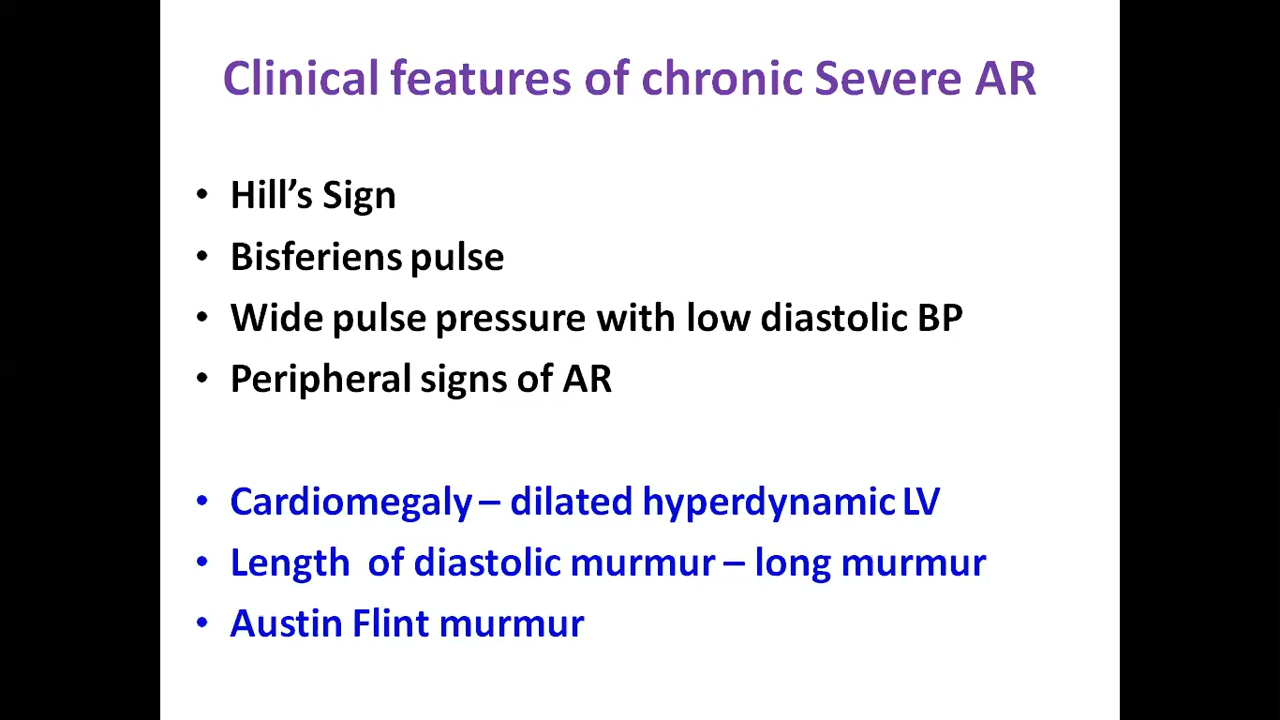 Clinical features of chronic Severe AR
• Hill’s Sign
• Bisferiens pulse
• Wide pulse pressure with low diastolic BP
• Peripheral signs of AR
• Cardiomegaly – dilated hyperdynamic LV
• Length of diastolic murmur – long murmur
• Austin Flint murmur